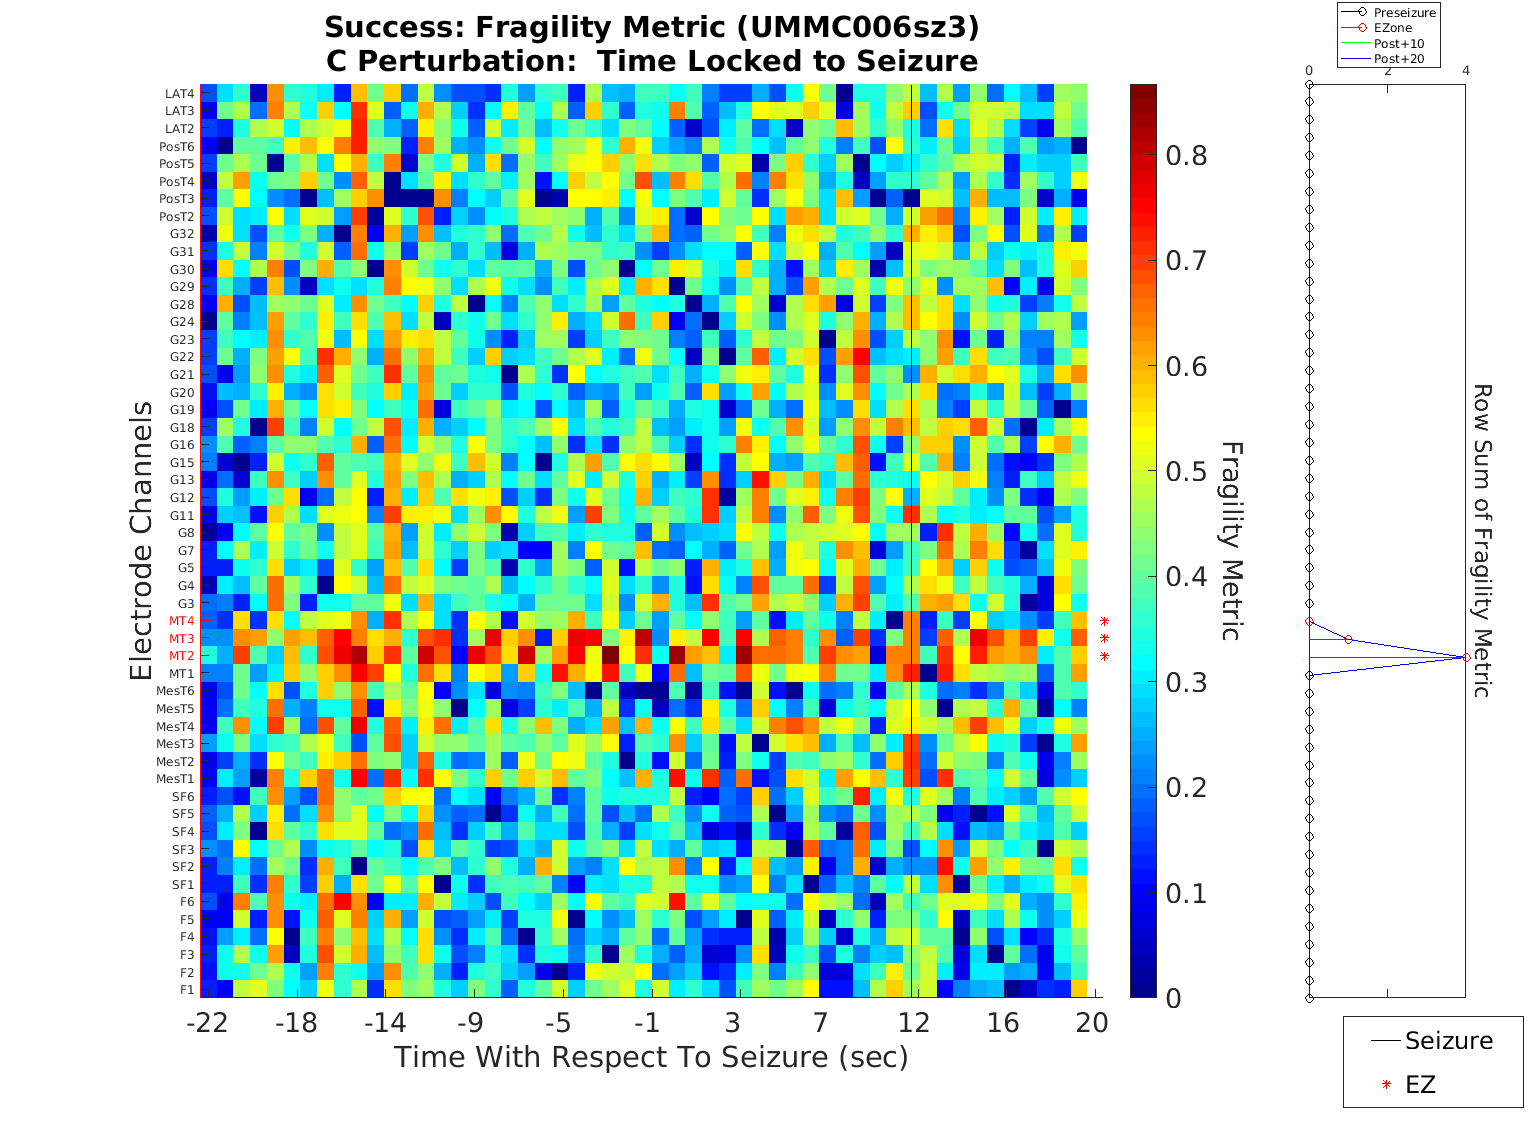 Success: Fragility Metric (UMMC006sz3)
C Perturbation:  Time Locked to Seizure
Preseizure
EZone
Post+10
Post+20
0
2
4
Electrode Channels
LAT4
LAT3
LAT2
PosT6
PosT5
PosT4
PosT3
PosT2
G32
G31
G30
G29
G28
G24
G23
G22
G21
G20
G19
G18
G16
G15
G13
G12
G11
G8
G7
G5
G4
G3
MT4
MT3
MT2
MT1
MesT6
MesT5
MesT4
MesT3
MesT2
MesT1
SF6
SF5
SF4
SF3
SF2
SF1
F6
F5
F4
F3
F2
F1
-22
-18
-14
-9
-5
-1
3
7
12
16
20
Time With Respect To Seizure (sec)
0.8
0.7
0.6
0.5
0.4
0.3
0.2
0.1
0
Fragility Metric
Row Sum of Fragility Metric
Seizure
EZ